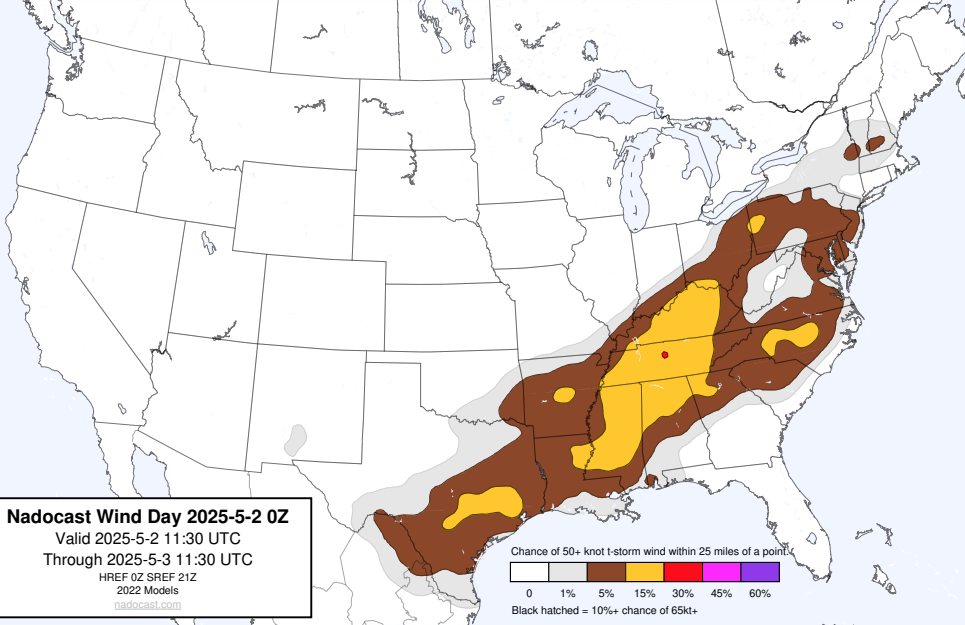 Nadocast Wind Day 2025-5-2 0Z
Valid 2025-5-2 11:30 UTC
Through 2025-5-3 11:30 UTC
HREF 0Z SREF 21Z
2022 Models
nadocast.com
Chance of 50+ knot t-storm wind within 25 miles of a point.
0 1% 5% 15% 30% 45% 60%
Black hatched = 10%+ chance of 65kt+